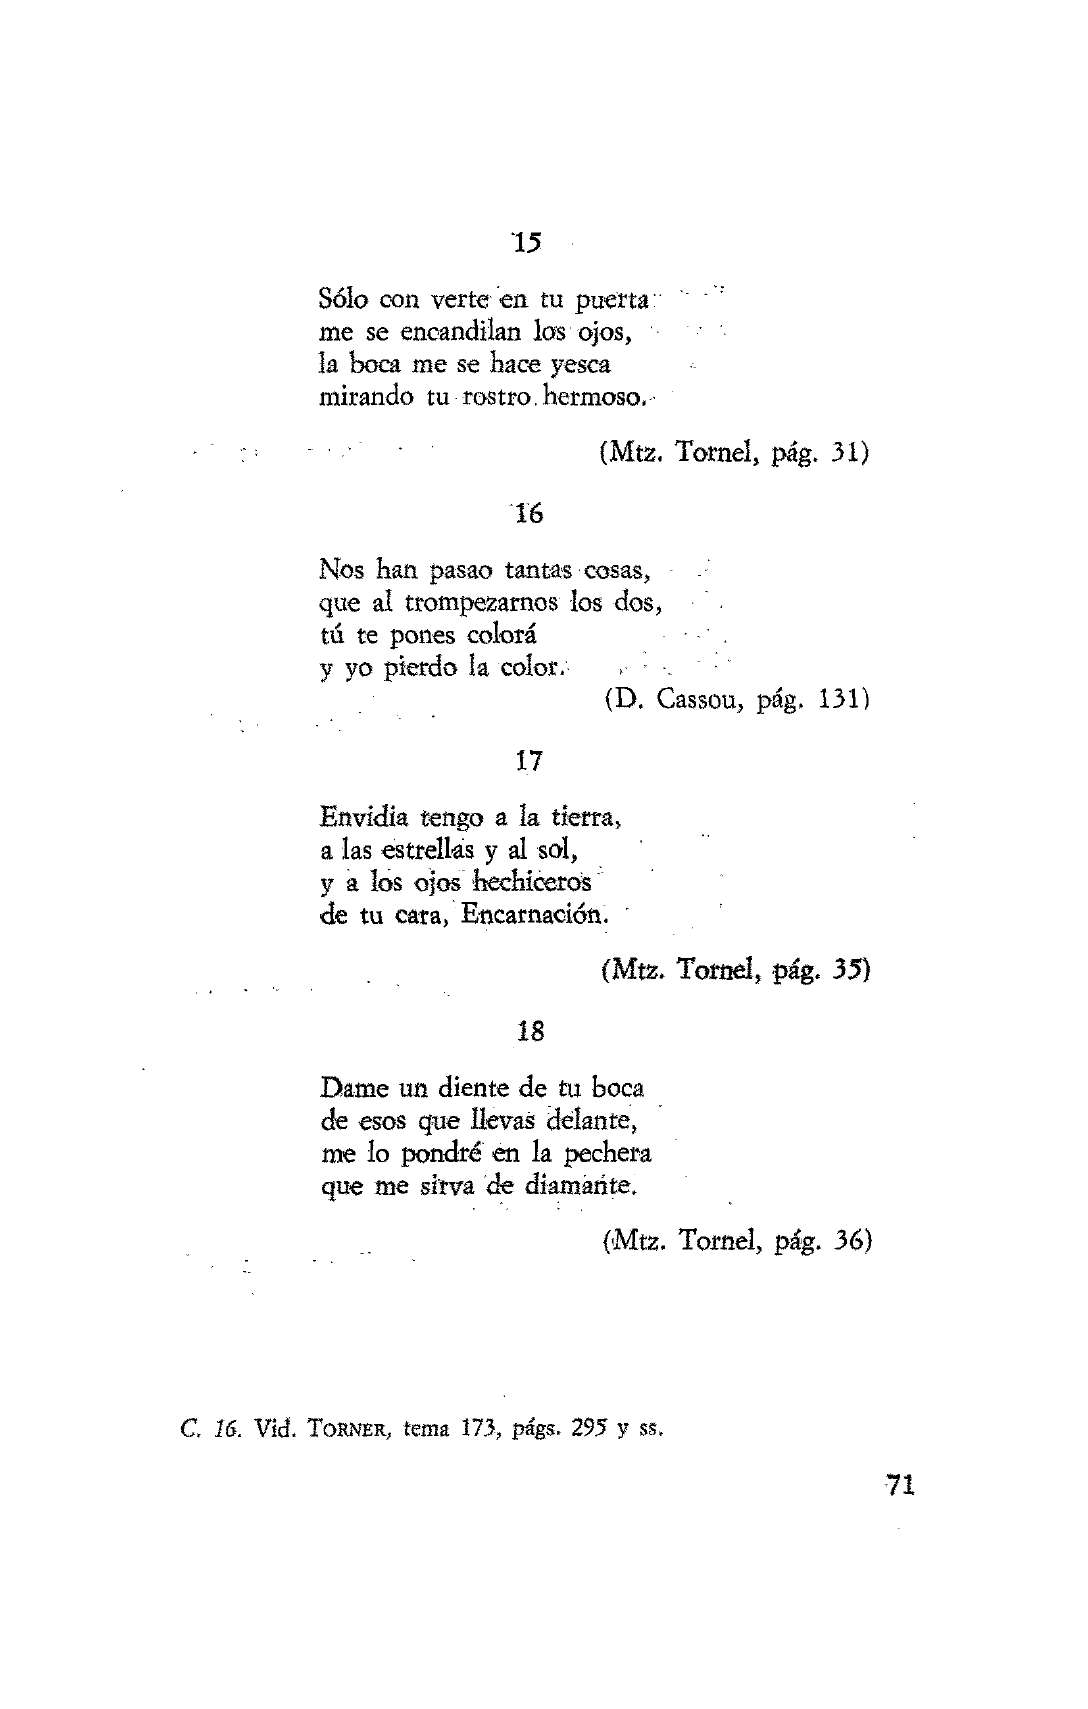 15
Sólo con verte en tu puerta
me se encandilan los ojos,
la boca me se hace yesca
mirando tu rostro hermoso.
(Mtz. Tornel, pág. 31)
16
Nos han pasao tantas cosas,
que al trompezarnos los dos,
tú te pones colorá
y yo pierdo la color.
(D. Cassou, pág. 131)
17
Envidia tengo a la tierra,
a las estrellas y al sol,
y a los ojos hechiceros
de tu cara, Encarnación.
(Mtz. Tornel, pág. 35)
18
Dame un diente de tu boca
de esos que llevas delante,
me lo pondré en la pechera
que me sirva de diamante.
(Mtz. Tornel, pág. 36)
C. 16. Vid. TORNER, tema 173, págs. 295 y ss.
71